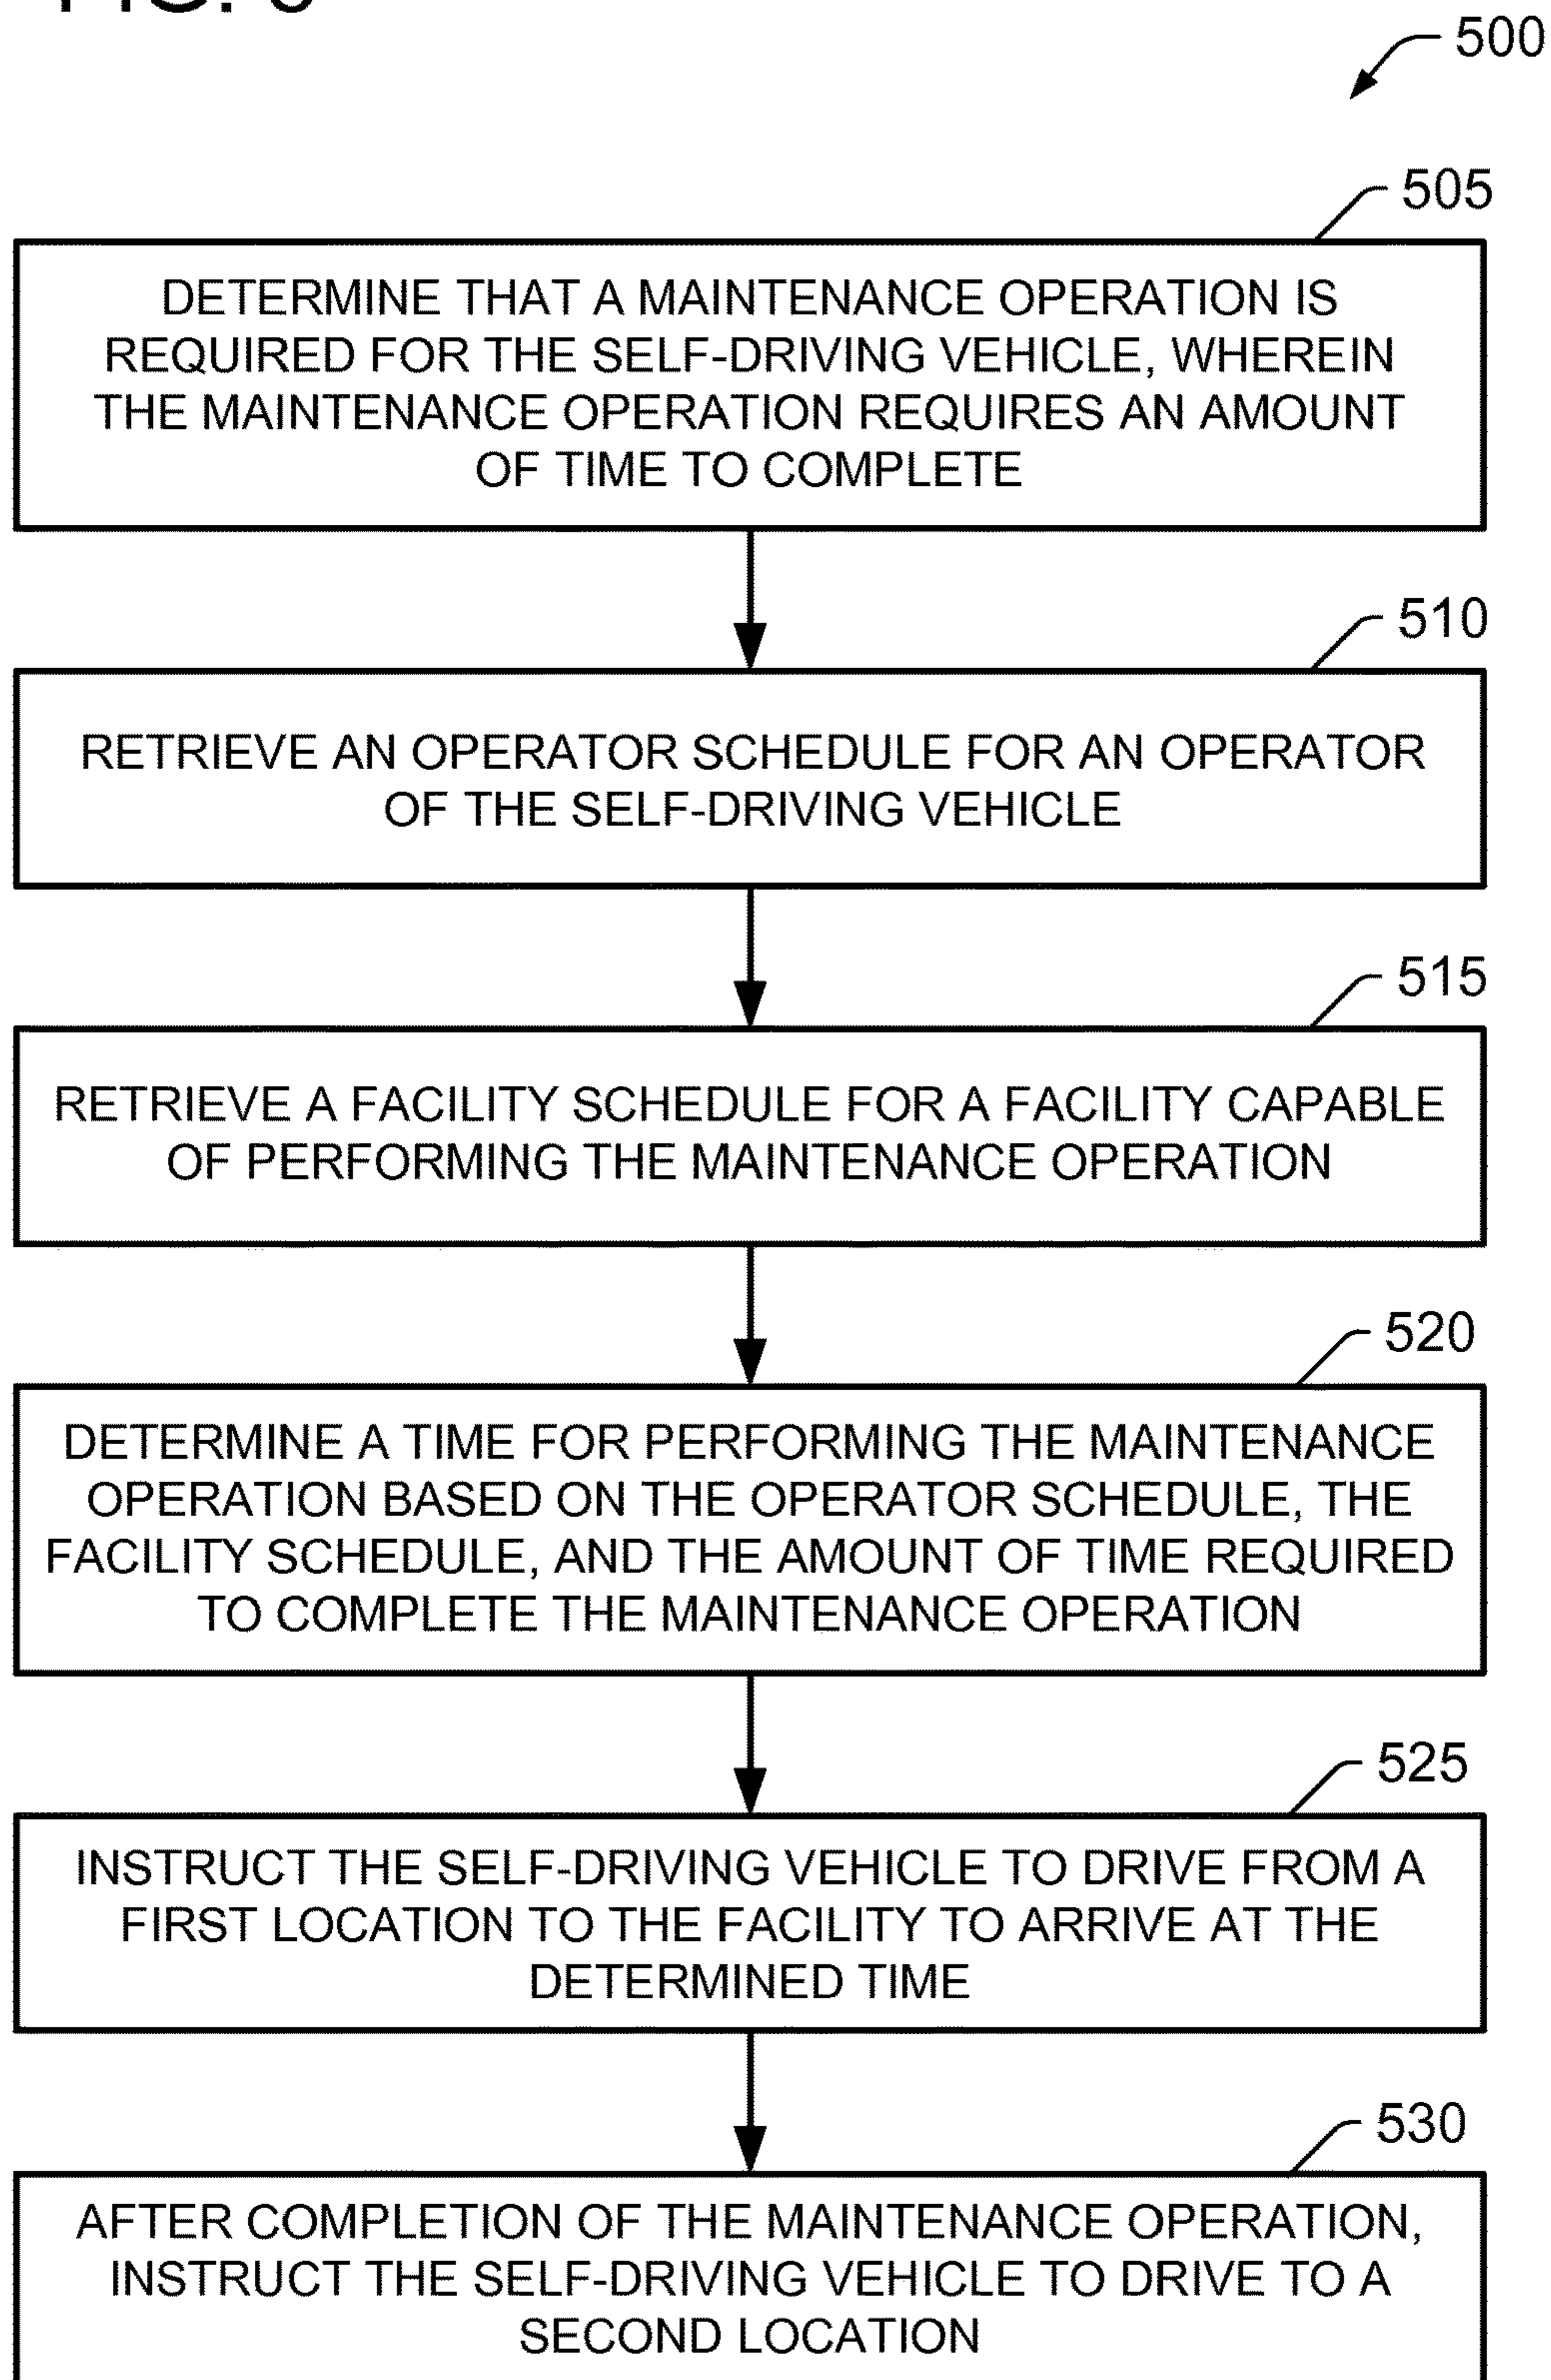 500
505
DETERMINE THAT A MAINTENANCE OPERATION IS
REQUIRED FOR THE SELF-DRIVING VEHICLE, WHEREIN
THE MAINTENANCE OPERATION REQUIRES AN AMOUNT
OF TIME TO COMPLETE
510
RETRIEVE AN OPERATOR SCHEDULE FOR AN OPERATOR
OF THE SELF-DRIVING VEHICLE
515
RETRIEVE A FACILITY SCHEDULE FOR A FACILITY CAPABLE
OF PERFORMING THE MAINTENANCE OPERATION
520
DETERMINE A TIME FOR PERFORMING THE MAINTENANCE
OPERATION BASED ON THE OPERATOR SCHEDULE, THE
FACILITY SCHEDULE, AND THE AMOUNT OF TIME REQUIRED
TO COMPLETE THE MAINTENANCE OPERATION
525
INSTRUCT THE SELF-DRIVING VEHICLE TO DRIVE FROM A
FIRST LOCATION TO THE FACILITY TO ARRIVE AT THE
DETERMINED TIME
530
AFTER COMPLETION OF THE MAINTENANCE OPERATION,
INSTRUCT THE SELF-DRIVING VEHICLE TO DRIVE TO A
SECOND LOCATION